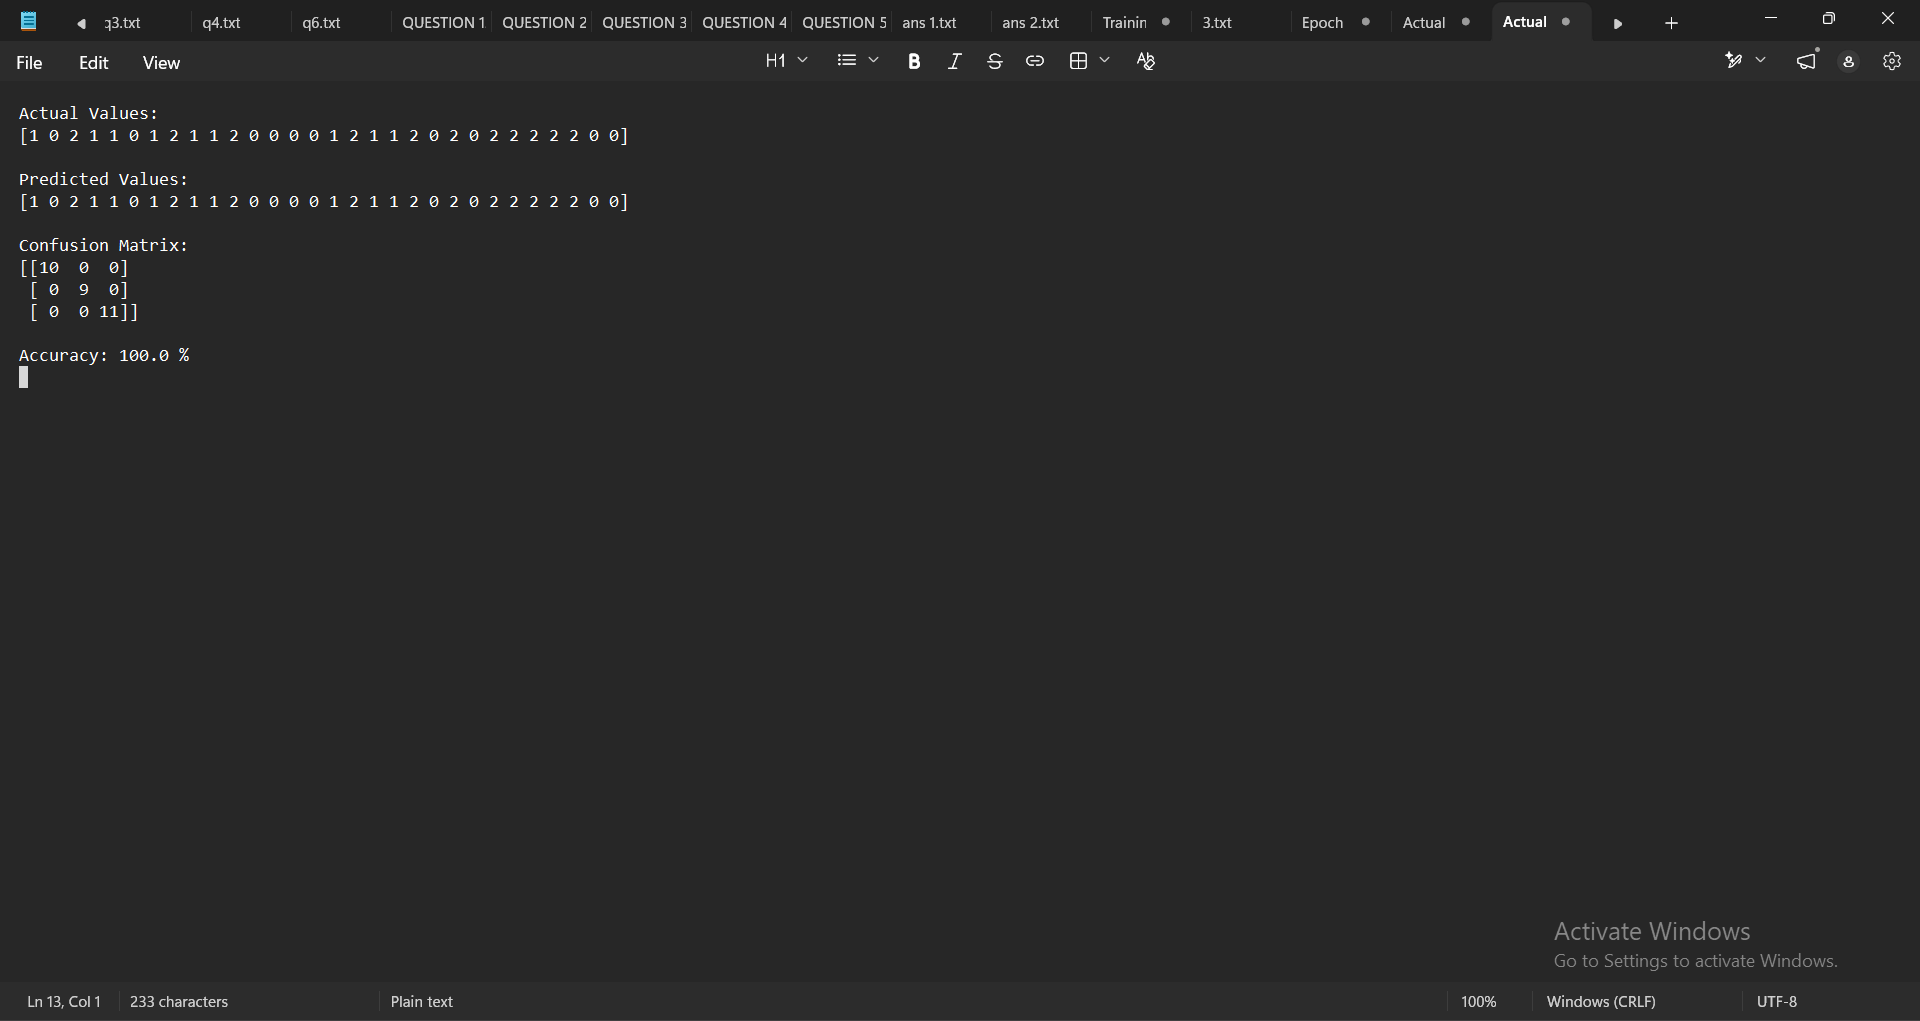 q3.txt q4.txt q6.txt QUESTION 1 QUESTION 2 QUESTION 3 QUESTION 4 QUESTION 5 ans 1.txt ans 2.txt Trainin 3.txt Epoch Actual Actual
File Edit View H1 B I S
Actual Values:
[1 0 2 1 1 0 1 2 1 1 2 0 0 0 0 1 2 1 1 2 0 2 0 2 2 2 2 2 0 0]
Predicted Values:
[1 0 2 1 1 0 1 2 1 1 2 0 0 0 0 1 2 1 1 2 0 2 0 2 2 2 2 2 0 0]
Confusion Matrix:
[[10 0 0]
[ 0 9 0]
[ 0 0 11]]
Accuracy: 100.0 %
Activate Windows
Go to Settings to activate Windows.
Ln 13, Col 1 233 characters Plain text 100% Windows (CRLF) UTF-8